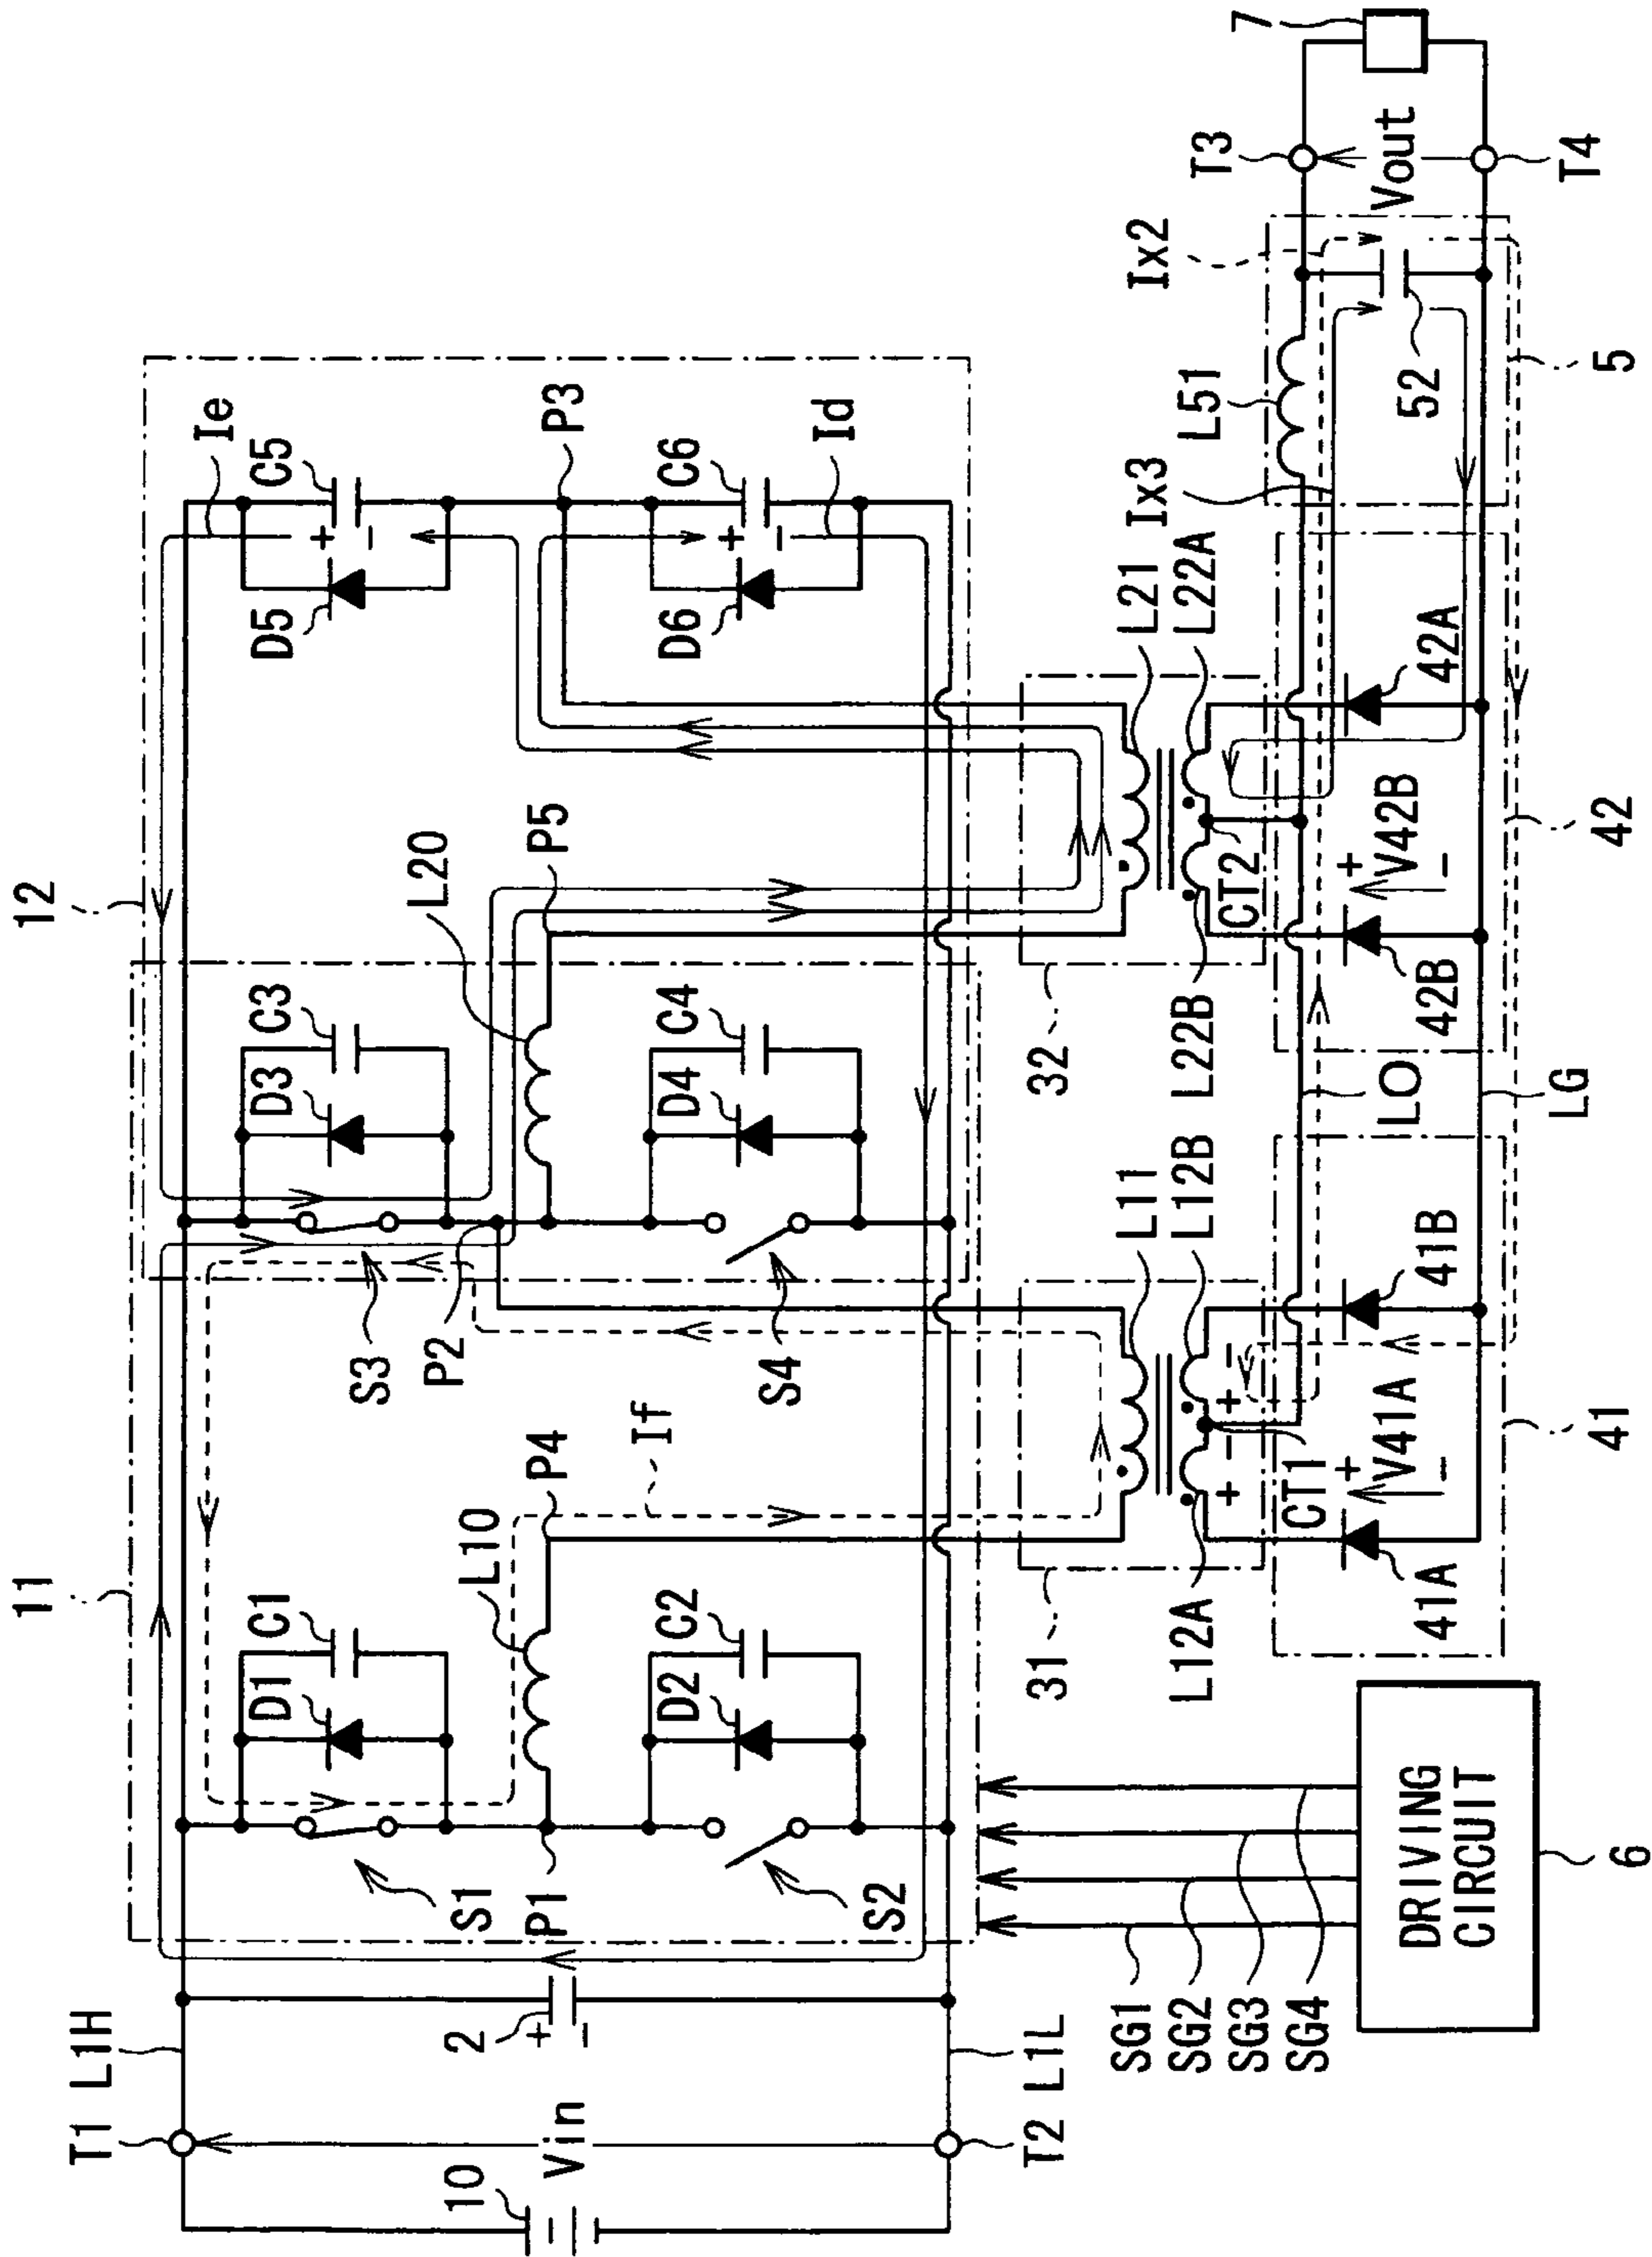 11
12
T1
L1H
10
Vin
2
+
−
T2
L1L
S1
D1
C1
P1
L10
P4
S2
D2
C2
If
S3
D3
C3
P2
L20
P5
S4
D4
C4
Ie
D5
C5
+
−
P3
D6
C6
+
−
Id
SG1
SG2
SG3
SG4
DRIVING
CIRCUIT
6
31
L11
L12A
L12B
+
−
+
−
CT1
41A
+
V41A
−
41B
41
32
L21
L22B
L22A
CT2
42B
+
V42B
−
42A
42
LO
LG
Ix3
L51
Ix2
52
5
T3
Vout
T4
7